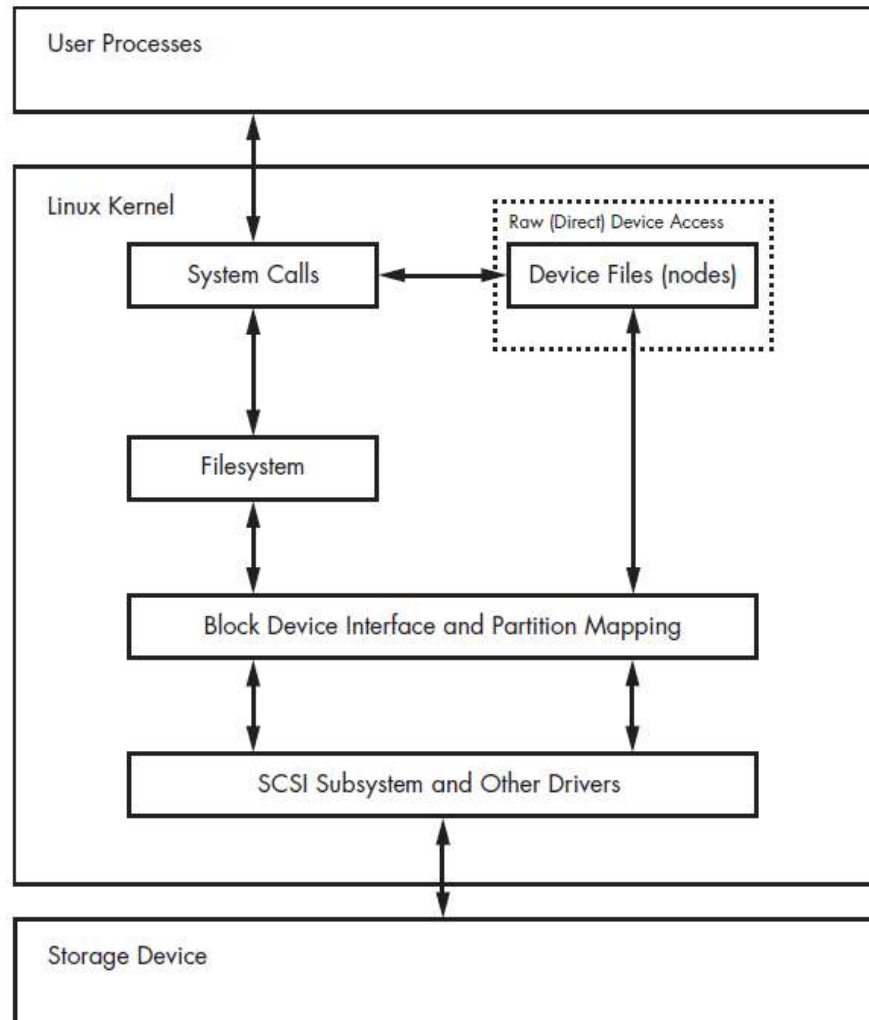 User Processes
Linux Kernel
Raw (Direct) Device Access
System Calls
Device Files (nodes)
Filesystem
Block Device Interface and Partition Mapping
SCSI Subsystem and Other Drivers
Storage Device